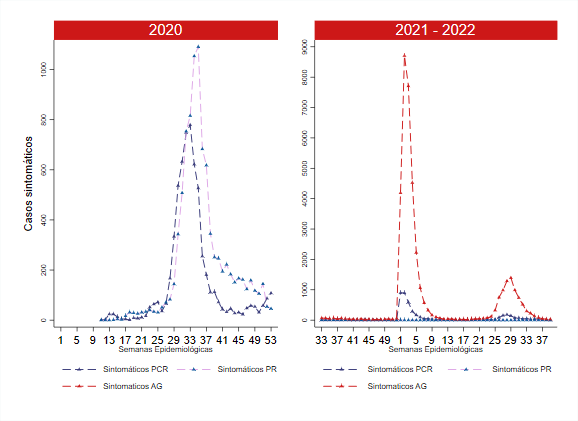 2020
2021 - 2022
Casos sintomáticos
0 200 400 600 800 1000
0 1000 2000 3000 4000 5000 6000 7000 8000 9000
1 5 9 13 17 21 25 29 33 37 41 45 49 53
33 37 41 45 49 1 5 9 13 17 21 25 29 33 37
Semanas Epidemiológicas
Semanas Epidemiológicas
Sintomáticos PCR
Sintomáticos PR
Sintomáticos AG
Sintomáticos PCR
Sintomáticos PR
Sintomáticos AG